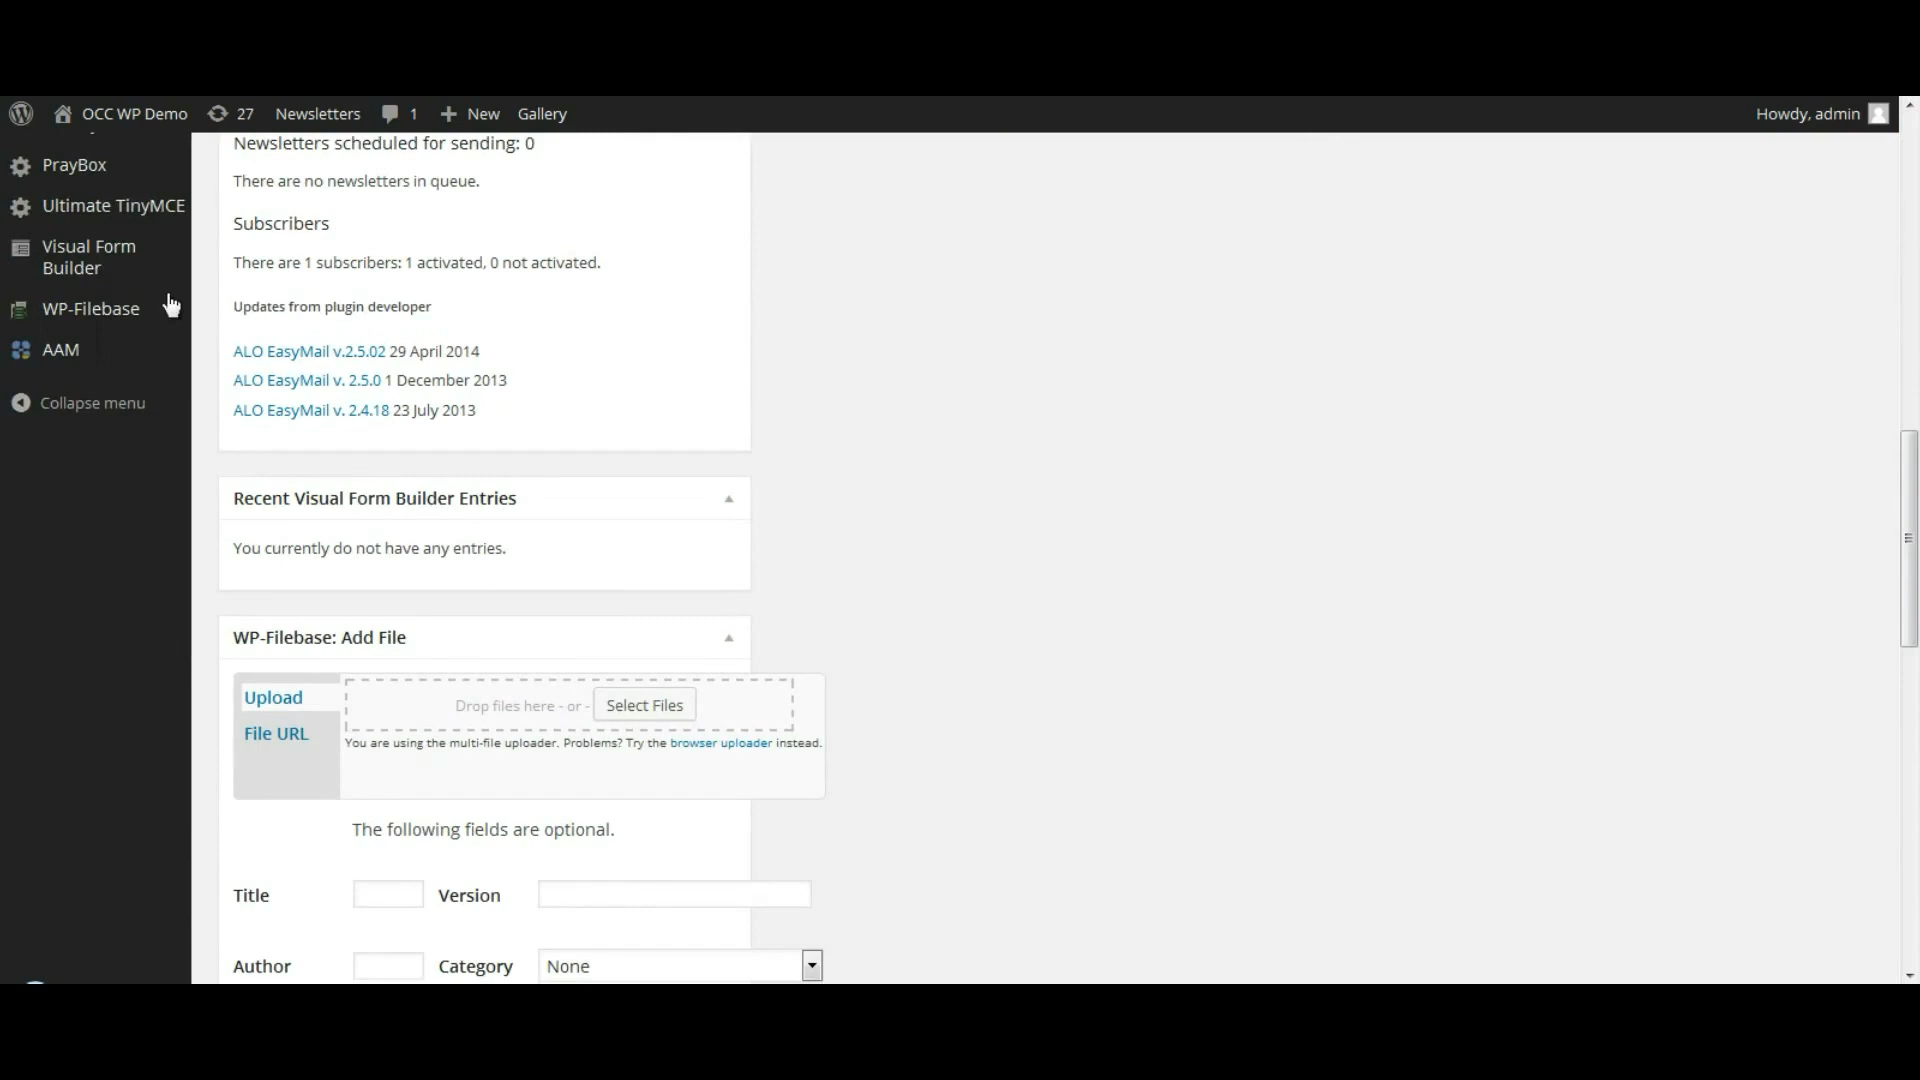 OCC WP Demo 27 Newsletters 1 New Gallery Howdy, admin
PrayBox
Ultimate TinyMCE
Visual Form
Builder
WP-Filebase
AAM
Collapse menu
Newsletters scheduled for sending: 0
There are no newsletters in queue.
Subscribers
There are 1 subscribers: 1 activated, 0 not activated.
Updates from plugin developer
ALO EasyMail v.2.5.02 29 April 2014
ALO EasyMail v. 2.5.0 1 December 2013
ALO EasyMail v. 2.4.18 23 July 2013
Recent Visual Form Builder Entries
You currently do not have any entries.
WP-Filebase: Add File
Upload
File URL
Drop files here - or - Select Files
You are using the multi-file uploader. Problems? Try the browser uploader instead.
The following fields are optional.
Title Version
Author Category None